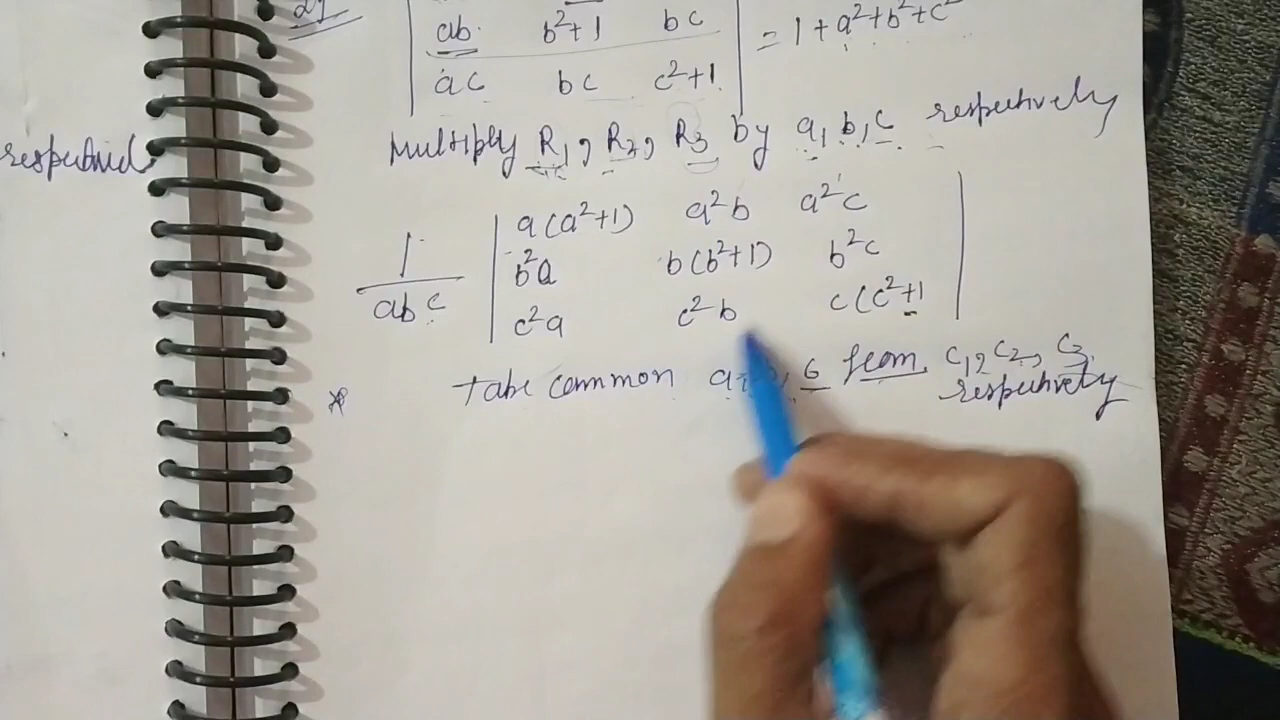 ab b²+1 bc = 1 + a² + b² + c²
ac bc c²+1
Multiply R₁, R₂, R₃ by a, b, c respectively
respectively
a(a²+1) a²b a²c
1/abc b²a b(b²+1) b²c
c²a c²b c(c²+1
* Take common a, c from C₁, C₂, C₃
respectively